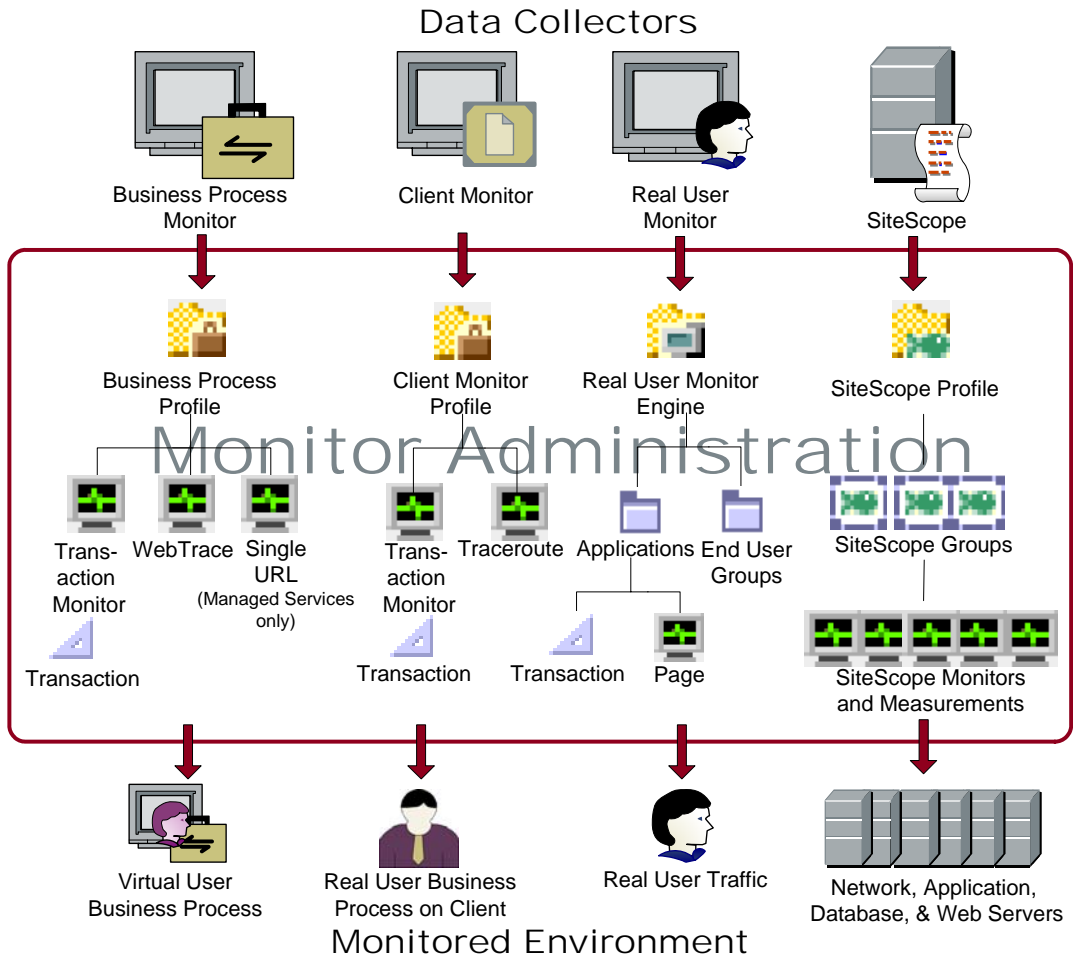 Data Collectors
Business Process
Monitor
Client Monitor
Real User
Monitor
SiteScope
Business Process
Profile
Client Monitor
Profile
Real User Monitor
Engine
SiteScope Profile
Monitor Administration
Trans-
action
Monitor
WebTrace
Single
URL
(Managed Services
only)
Trans-
action
Monitor
Traceroute
Applications
End User
Groups
SiteScope Groups
Transaction
Transaction
Transaction
Page
SiteScope Monitors
and Measurements
Virtual User
Business Process
Real User Business
Process on Client
Real User Traffic
Network, Application,
Database, & Web Servers
Monitored Environment